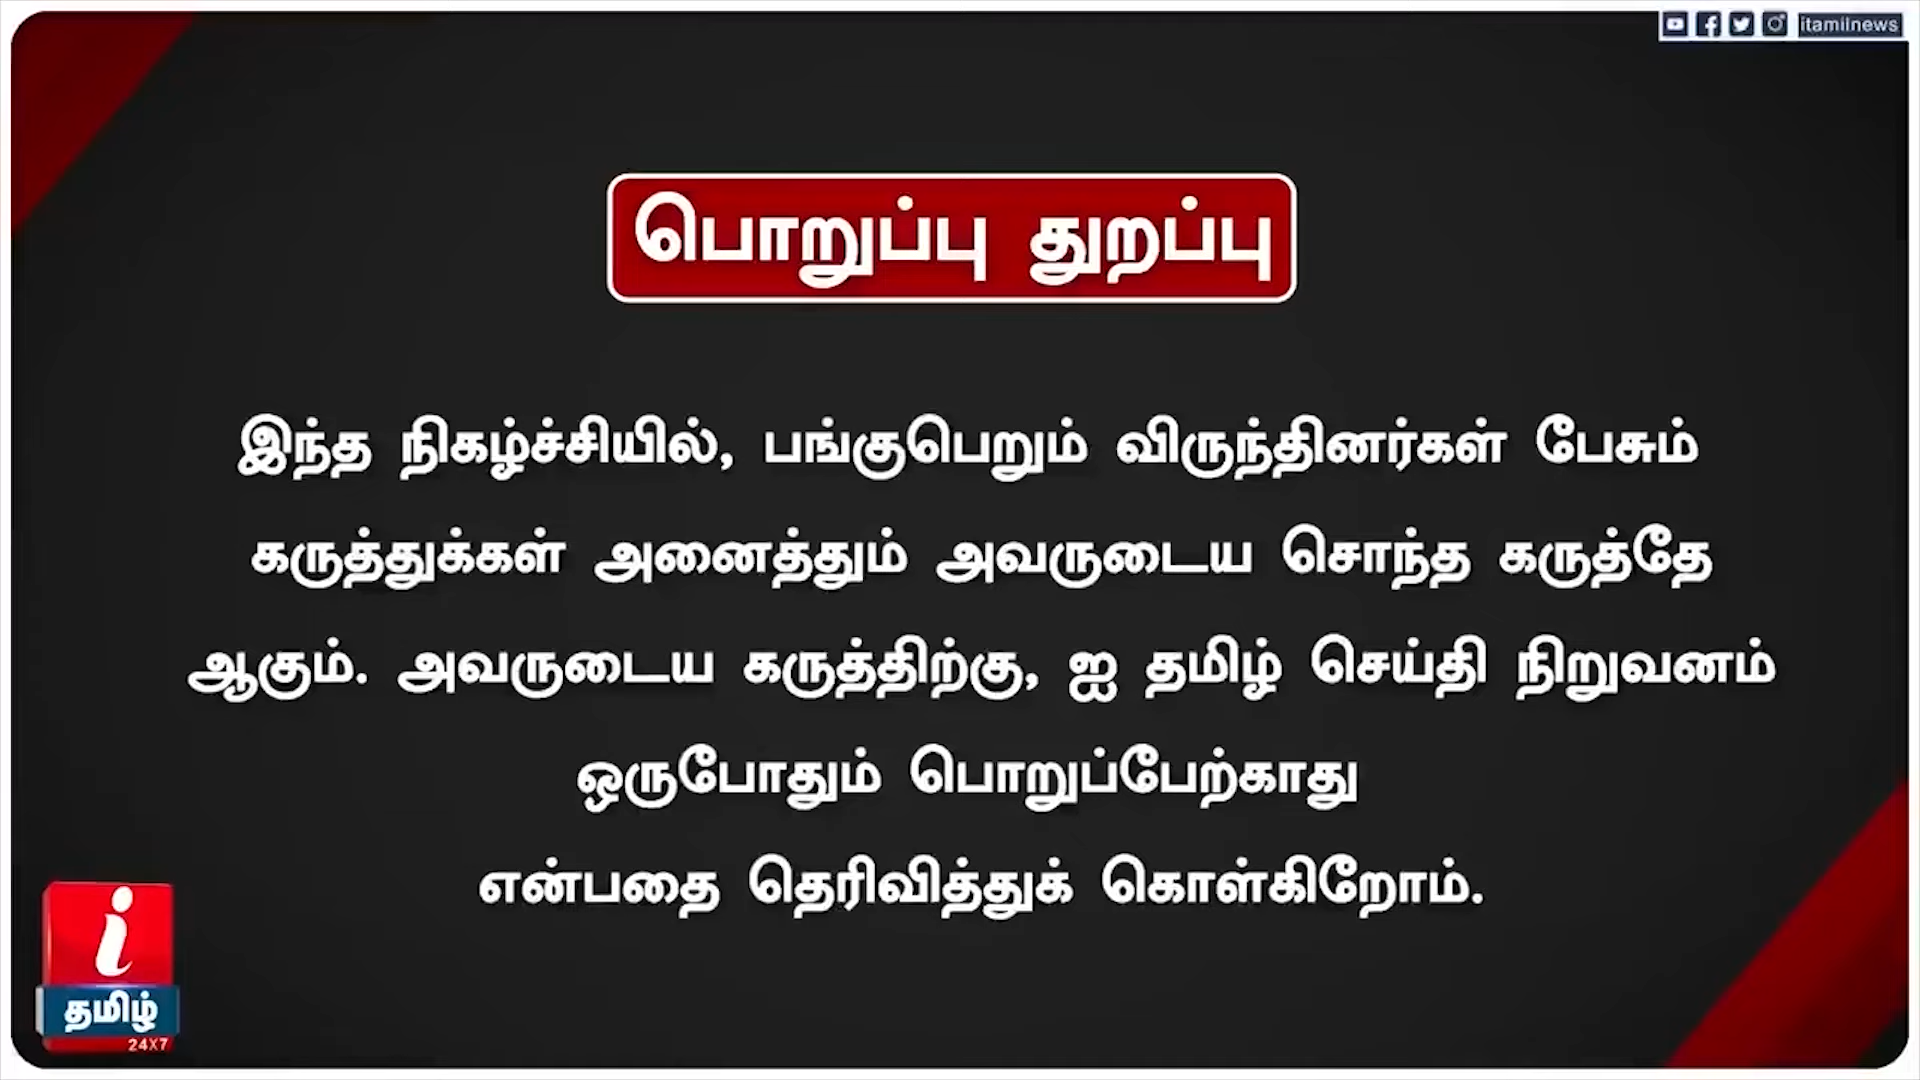 itamilnews
பொறுப்பு துறப்பு
இந்த நிகழ்ச்சியில், பங்குபெறும் விருந்தினர்கள் பேசும்
கருத்துக்கள் அனைத்தும் அவருடைய சொந்த கருத்தே
ஆகும். அவருடைய கருத்திற்கு, ஐ தமிழ் செய்தி நிறுவனம்
ஒருபோதும் பொறுப்பேற்காது
என்பதை தெரிவித்துக் கொள்கிறோம்.
i
தமிழ்
24X7